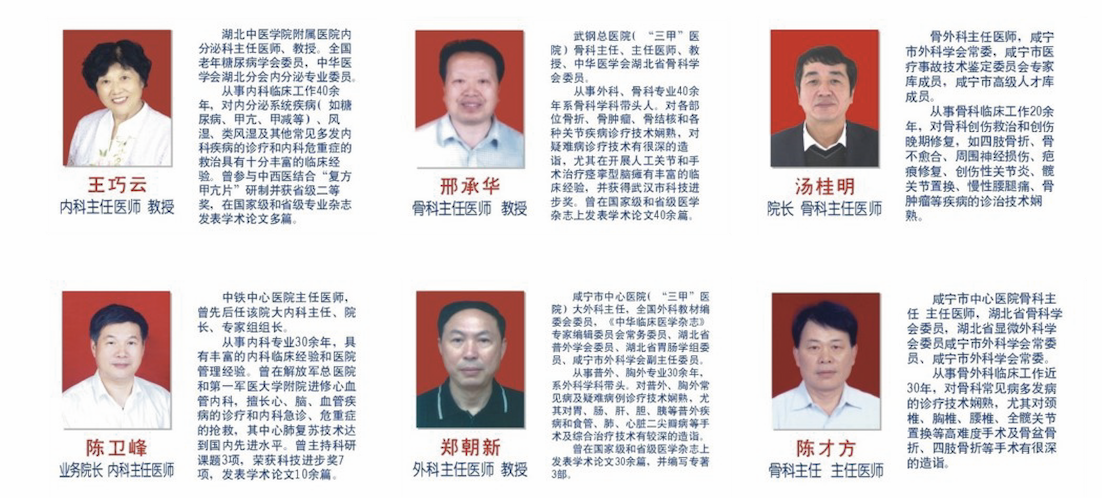 湖北中医学院附属医院内
分泌科主任医师、教授。全国
老年糖尿病学会委员，中华医
学会湖北分会内分泌专业委员。
从事内科临床工作40余
年，对内分泌系统疾病(如糖
尿病、甲亢、甲减等）、风
湿、类风湿及其他常见多发内
科疾病的诊疗和内科危重症的
救治具有十分丰富的临床经
验。曾参与中西医结合“复方
甲亢片”研制并获省级二等
奖，在国家级和省级专业杂志
发表学术论文多篇。
王巧云
内科主任医师 教授
武钢总医院(“三甲”医
院）骨科主任、主任医师、教
授、中华医学会湖北省骨科学
会委员。
从事外科、骨科专业40余
年系骨科学科带头人。对各部
位骨折、骨肿瘤、骨结核和各
种关节疾病诊疗技术娴熟，对
疑难病诊疗技术有很深的造
诣，尤其在开展人工关节和手
术治疗痉挛型脑瘫有丰富的临
床经验，并获得武汉市科技进
步奖。曾在国家级和省级医学
杂志上发表学术论文40余篇。
邢承华
骨科主任医师 教授
骨外科主任医师，咸宁
市外科学会常委，咸宁市医
疗事故技术鉴定委员会专家
库成员，咸宁市高级人才库
成员。
从事骨科临床工作20余
年，对骨科创伤救治和创伤
晚期修复，如四肢骨折、骨
不愈合、周围神经损伤、疤
痕修复、创伤性关节炎、髋
关节置换、慢性腰腿痛、骨
肿瘤等疾病的诊治技术娴
熟。
汤桂明
院长 骨科主任医师
中铁中心医院主任医师，
曾先后任该院大内科主任、院
长、专家组组长。
从事内科专业30余年，具
有丰富的内科临床经验和医院
管理经验。曾在解放军总医院
和第一军医大学附院进修心血
管内科，擅长心、脑、血管疾
病的诊疗和内科急诊、危重症
的抢救，其中心肺复苏技术达
到国内先进水平。曾主持科研
课题3项，荣获科技进步奖7
项，发表学术论文10余篇。
陈卫峰
业务院长 内科主任医师
咸宁市中心医院(“三甲”医
院）大外科主任，全国外科教材编
委会委员，《中华临床医学杂志》
专家编辑委员会常务委员，湖北省
普外学会委员、湖北省胃肠学组委
员、咸宁市外科学会副主任委员。
从事普外、胸外专业30余年，
系外科学科带头。对普外、胸外常
见病及疑难病例诊疗技术娴熟，尤
其对胃、肠、肝、胆、胰等普外疾
病和食管、肺、心脏二尖瓣病等手
术及综合治疗技术有较深的造诣。
曾在国家级和省级医学杂志上
发表学术论文30余篇，并编写专著
3部。
郑朝新
外科主任医师 教授
咸宁市中心医院骨科主
任 主任医师，湖北省骨科学
会委员，湖北省显微外科学
会委员咸宁市外科学会常委
员、咸宁市外科学会常委。
从事骨外科临床工作近
30年，对骨科常见病多发病
的诊疗技术娴熟，尤其对颈
椎、胸椎、腰椎、全髋关节
置换等高难度手术及骨盆骨
折、四肢骨折等手术有很深
的造诣。
陈才方
骨科主任 主任医师